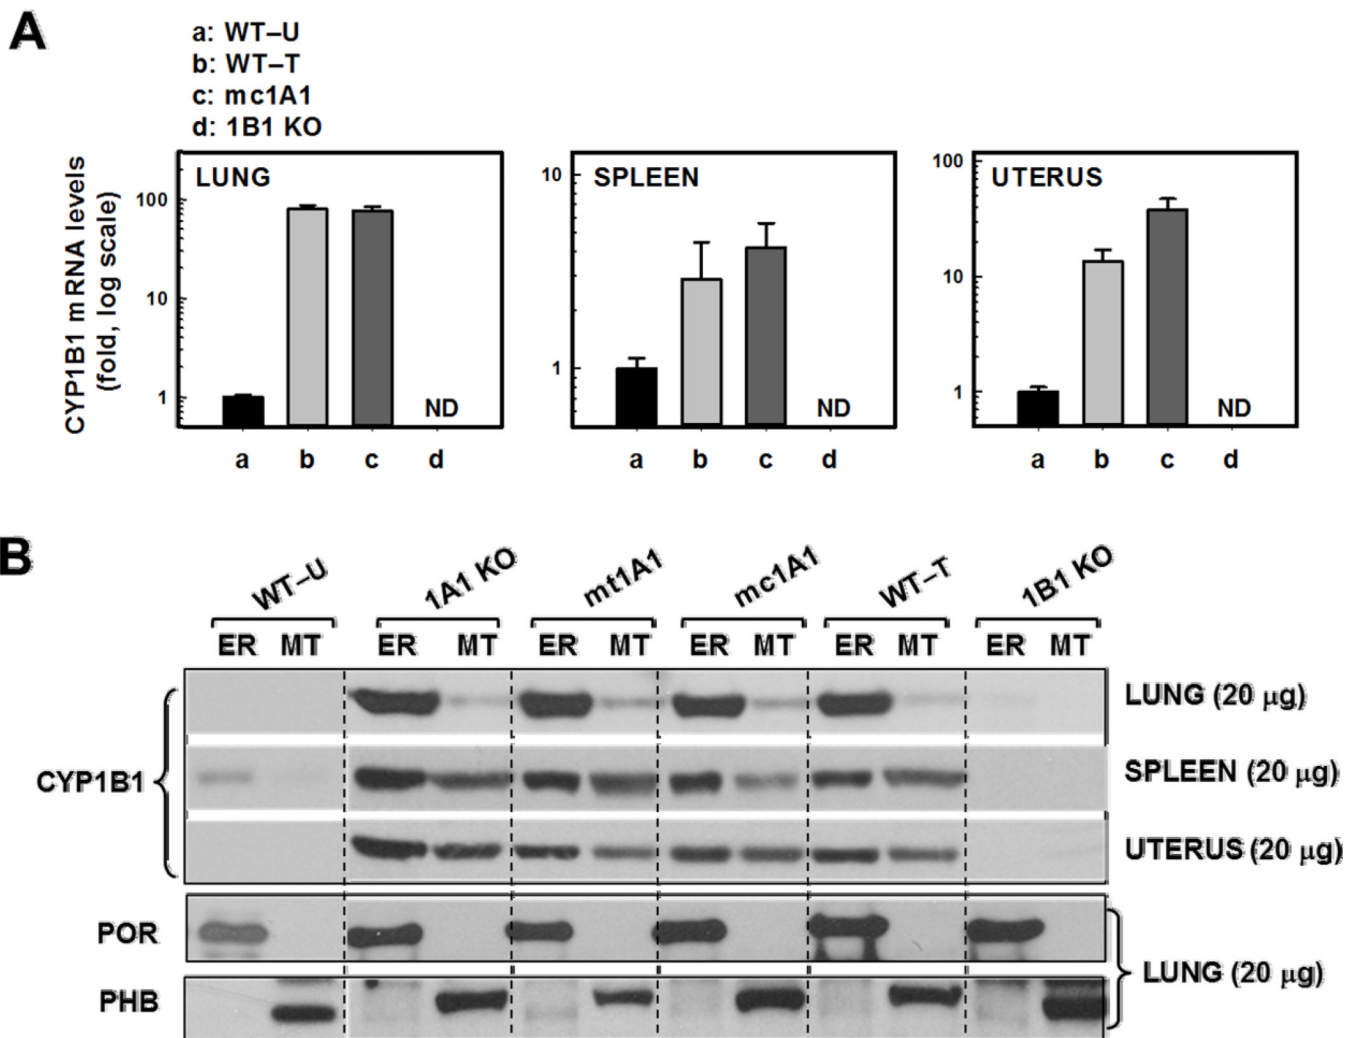 A
a: WT–U
b: WT–T
c: mc1A1
d: 1B1 KO
CYP1B1 mRNA levels
(fold, log scale)
LUNG
100
10
1
ND
a b c d
SPLEEN
10
1
ND
a b c d
UTERUS
100
10
1
ND
a b c d
B
WT–U 1A1 KO mt1A1 mc1A1 WT–T 1B1 KO
ER MT ER MT ER MT ER MT ER MT ER MT
CYP1B1
LUNG (20 µg)
SPLEEN (20 µg)
UTERUS (20 µg)
POR
PHB
LUNG (20 µg)